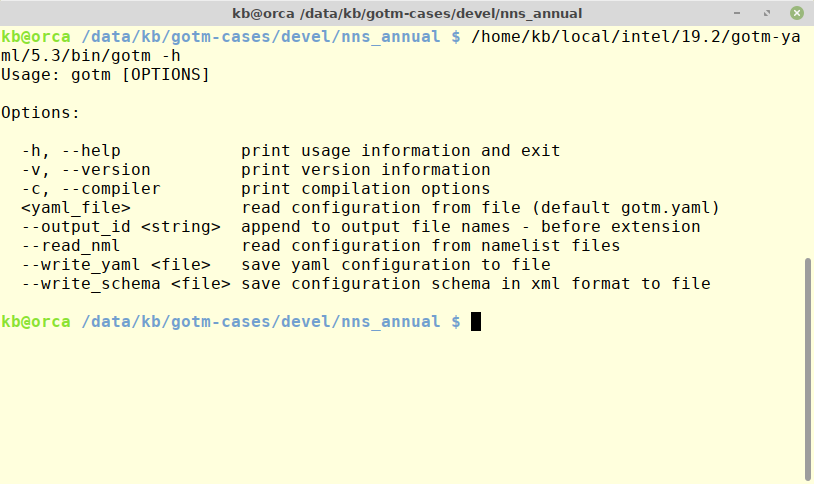 kb@orca /data/kb/gotm-cases/devel/nns_annual
kb@orca /data/kb/gotm-cases/devel/nns_annual $ /home/kb/local/intel/19.2/gotm-ya
ml/5.3/bin/gotm -h
Usage: gotm [OPTIONS]
Options:
-h, --help print usage information and exit
-v, --version print version information
-c, --compiler print compilation options
<yaml_file> read configuration from file (default gotm.yaml)
--output_id <string> append to output file names - before extension
--read_nml read configuration from namelist files
--write_yaml <file> save yaml configuration to file
--write_schema <file> save configuration schema in xml format to file
kb@orca /data/kb/gotm-cases/devel/nns_annual $